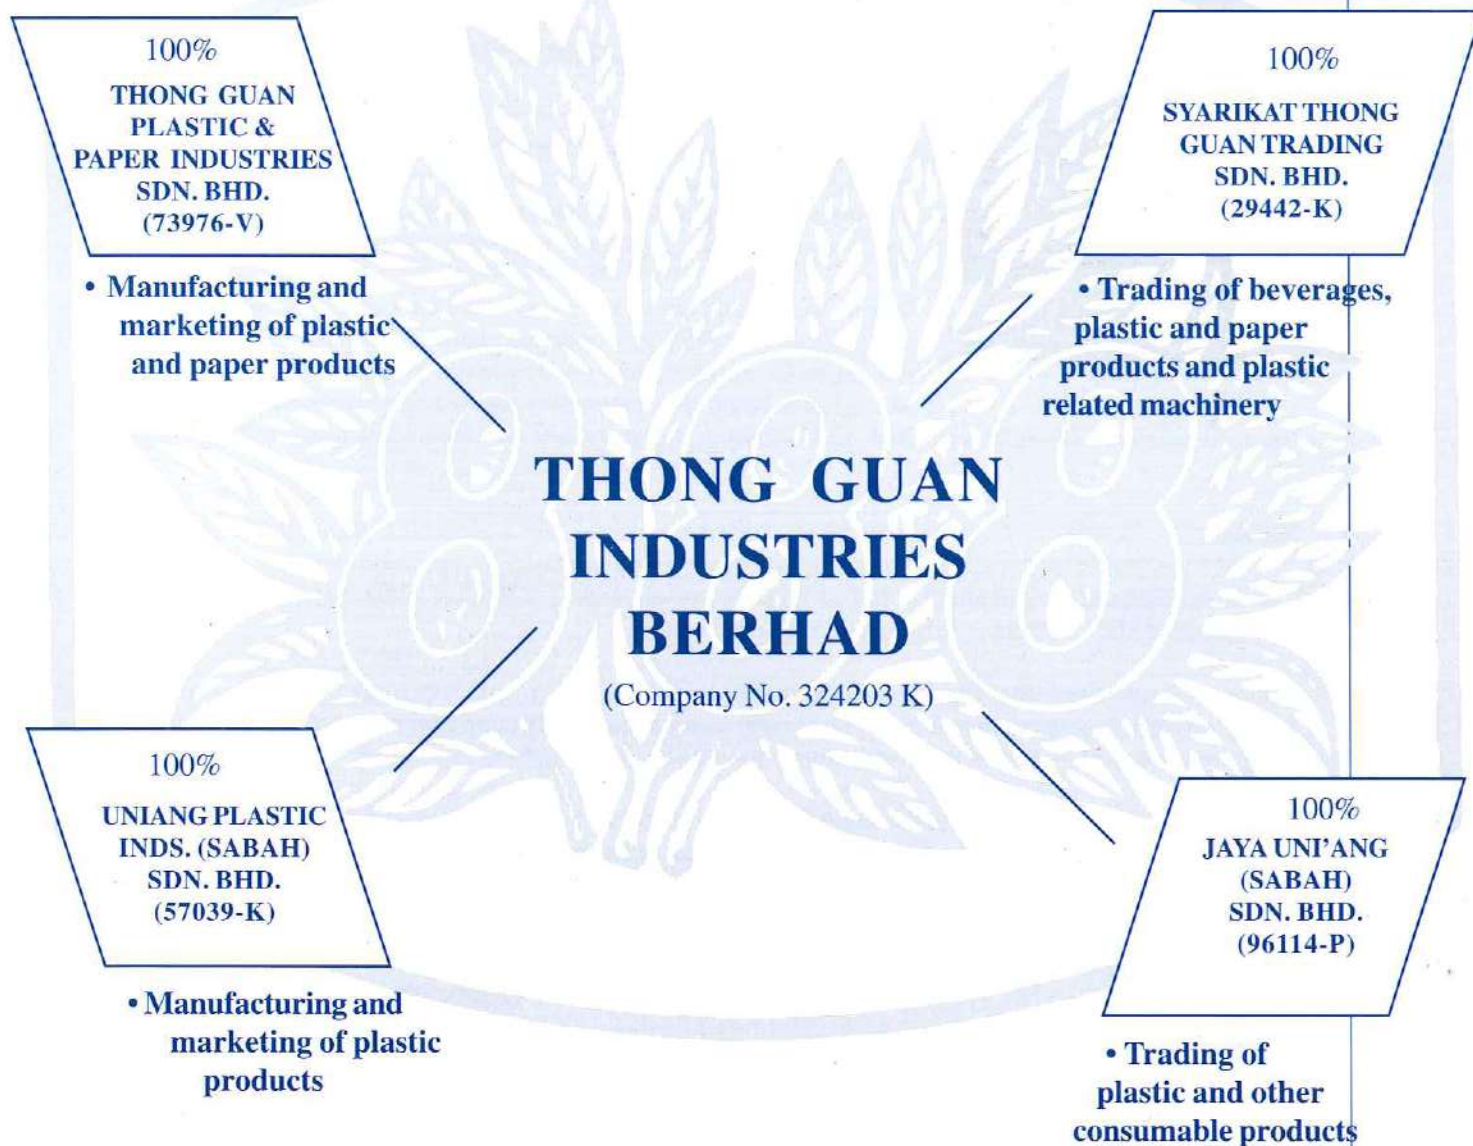 100%
THONG GUAN
PLASTIC &
PAPER INDUSTRIES
SDN. BHD.
(73976-V)
• Manufacturing and
marketing of plastic
and paper products
100%
SYARIKAT THONG
GUAN TRADING
SDN. BHD.
(29442-K)
• Trading of beverages,
plastic and paper
products and plastic
related machinery
THONG GUAN
INDUSTRIES
BERHAD
(Company No. 324203 K)
100%
UNIANG PLASTIC
INDS. (SABAH)
SDN. BHD.
(57039-K)
• Manufacturing and
marketing of plastic
products
100%
JAYA UNI’ANG
(SABAH)
SDN. BHD.
(96114-P)
• Trading of
plastic and other
consumable products